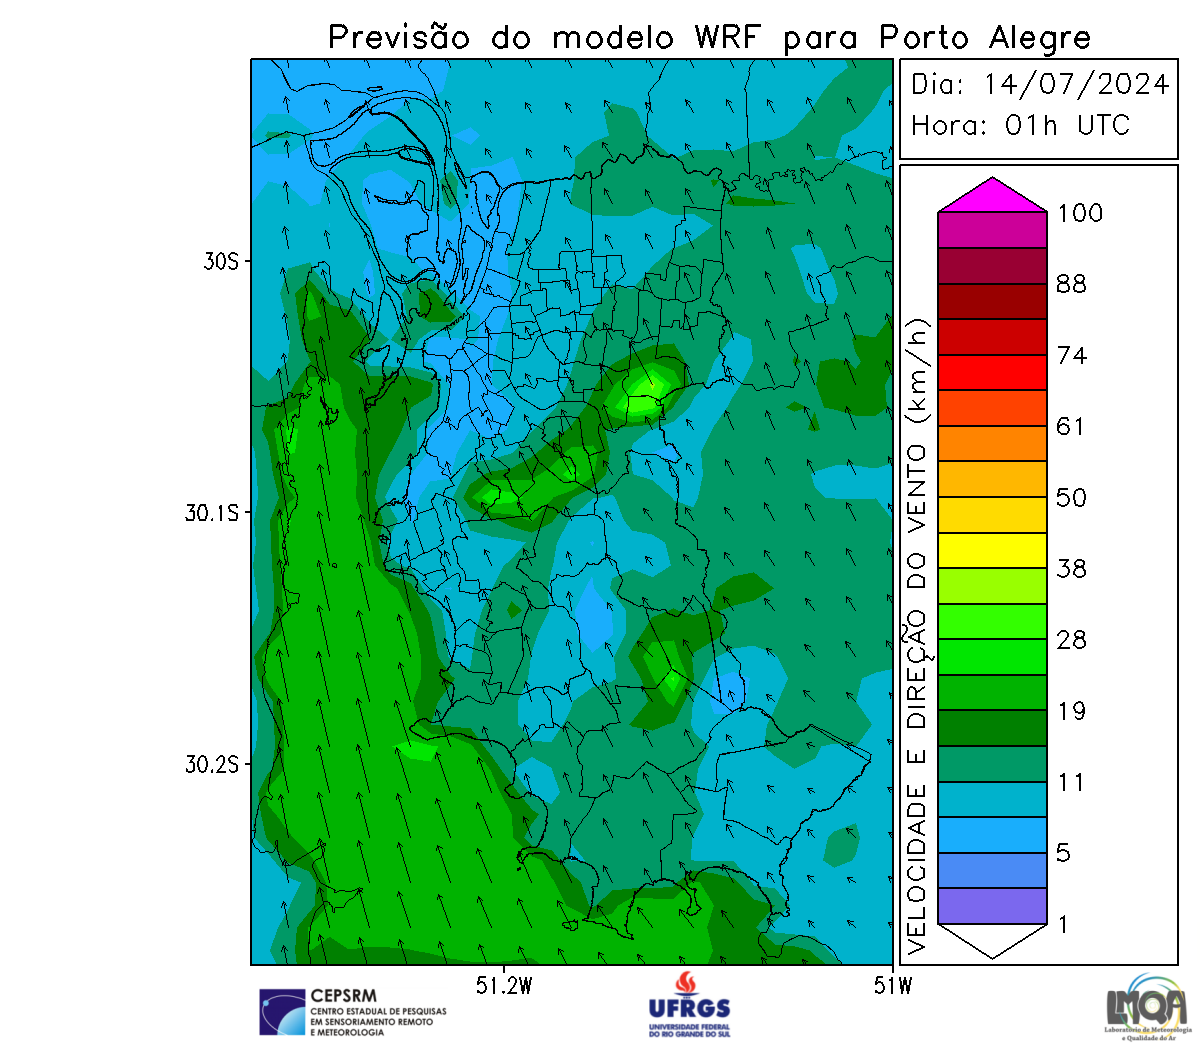 Previsão do modelo WRF para Porto Alegre
Dia: 14/07/2024
Hora: 01h UTC
VELOCIDADE E DIREÇÃO DO VENTO (km/h)
100
88
74
61
50
38
28
19
11
5
1
30S
30.1S
30.2S
51.2W
51W
CEPSRM
CENTRO ESTADUAL DE PESQUISAS
EM SENSORIAMENTO REMOTO
E METEOROLOGIA
UFRGS
UNIVERSIDADE FEDERAL
DO RIO GRANDE DO SUL
LMQA
Laboratório de Meteorologia
e Qualidade do Ar